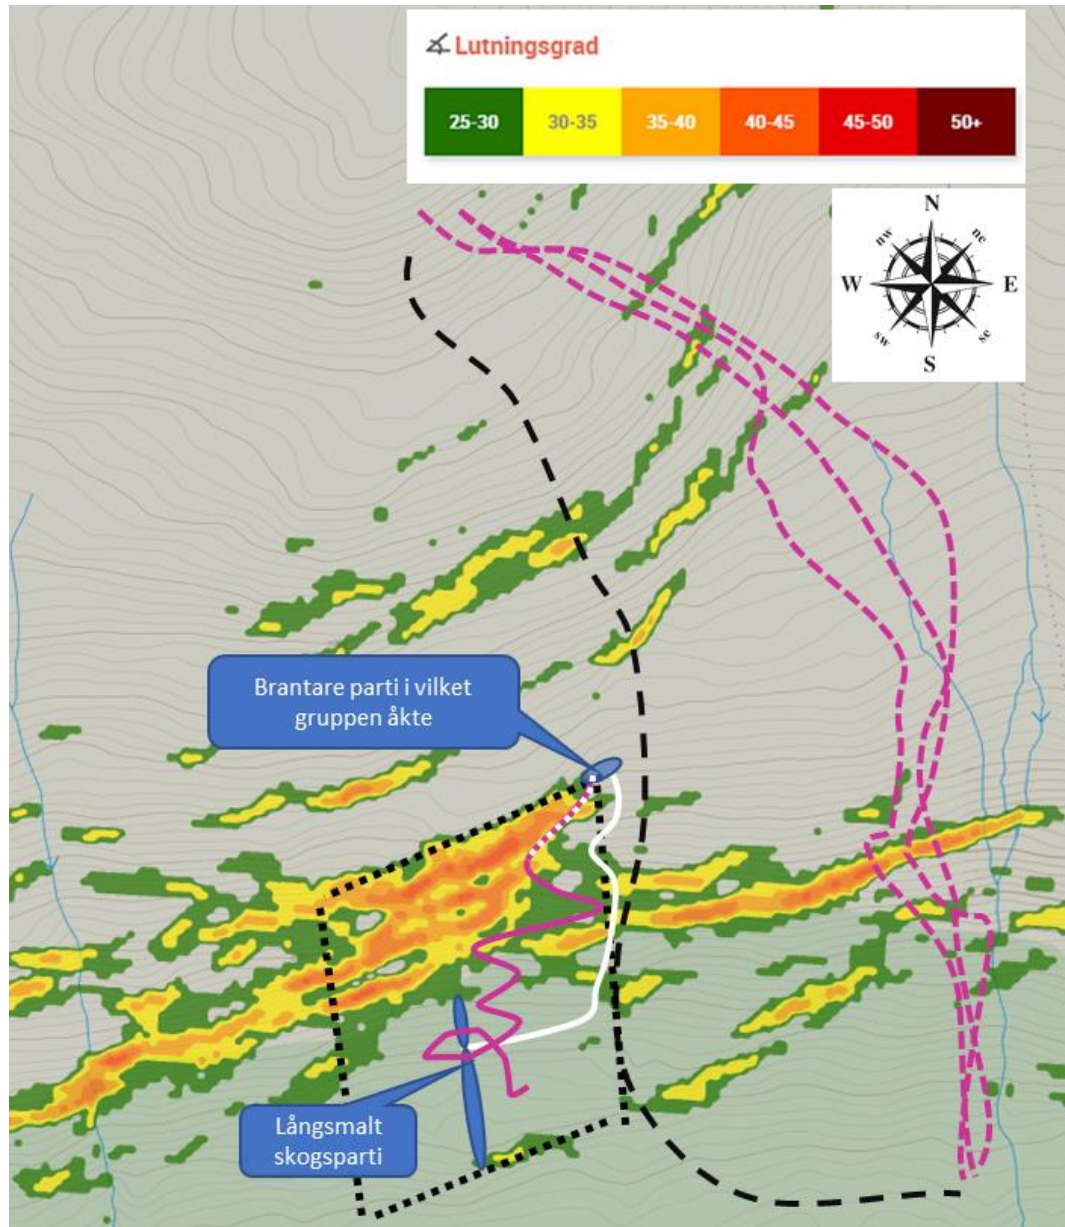 Lutningsgrad
25-30 30-35 35-40 40-45 45-50 50+
N
nw ne
W E
sw se
S
Brantare parti i vilket
gruppen åkte
Långsmalt
skogsparti